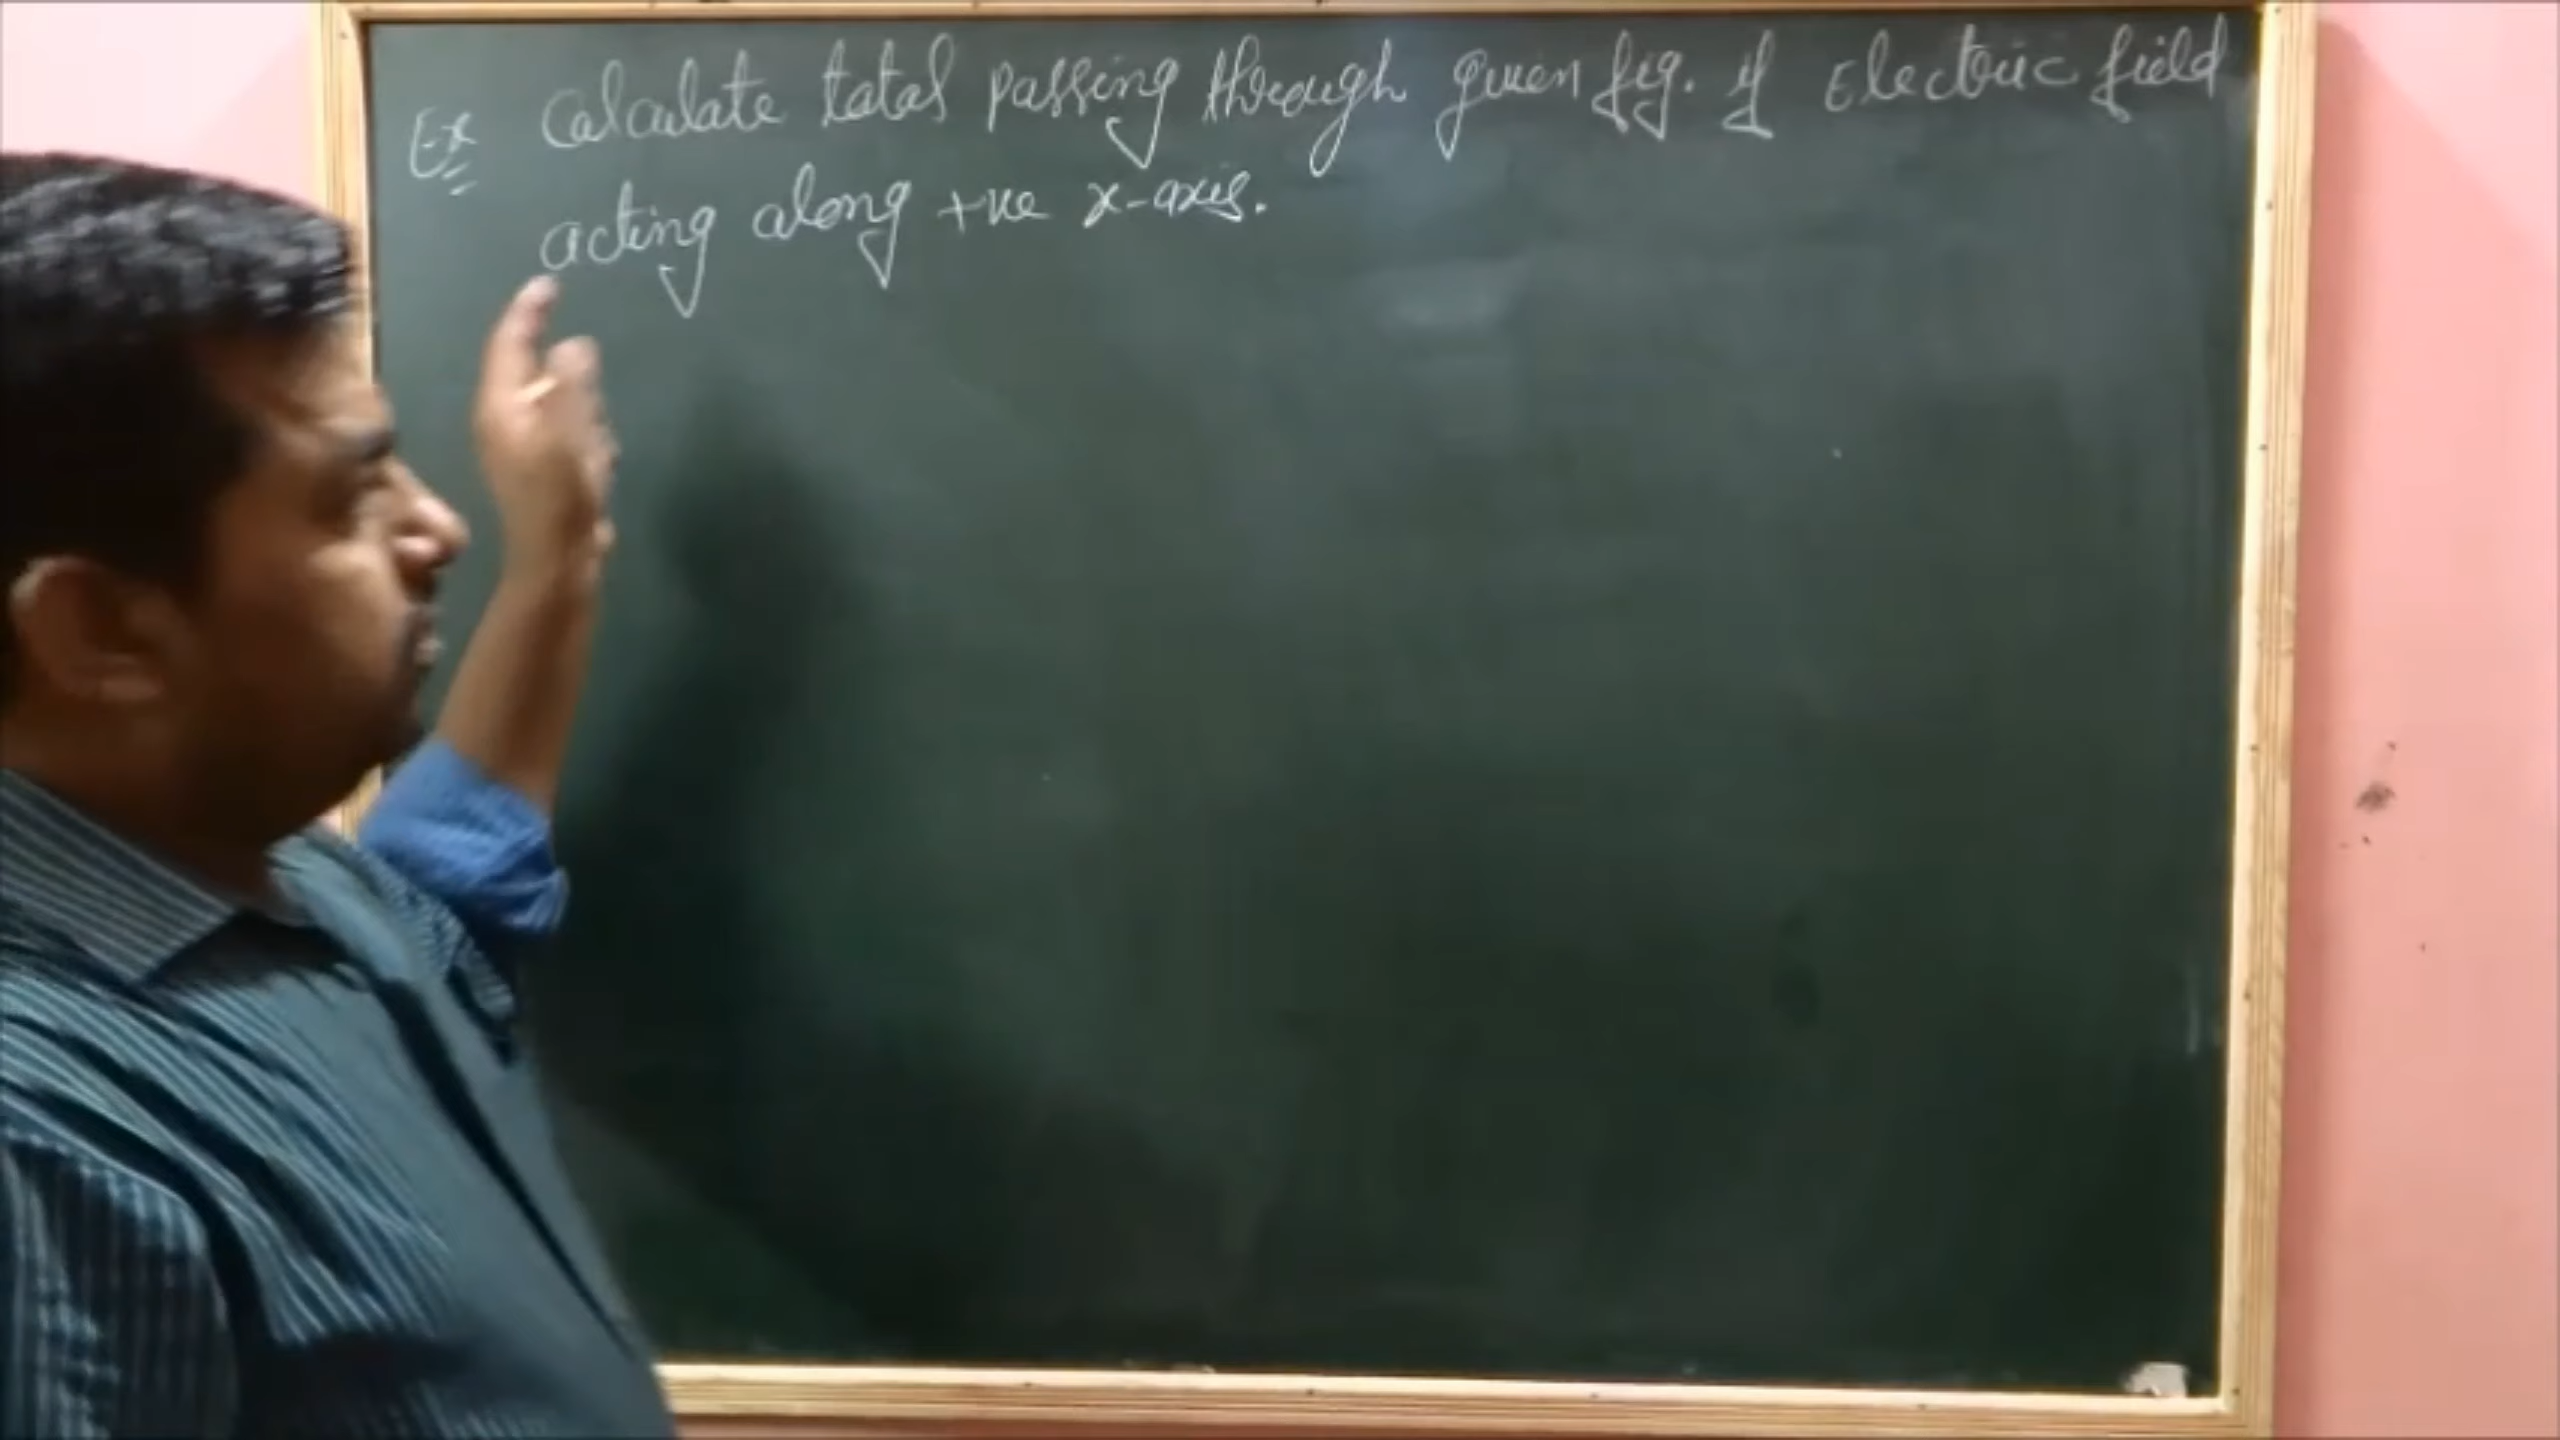 Ex Calculate total passing through given fig. if Electric field
acting along +ve x-axis.